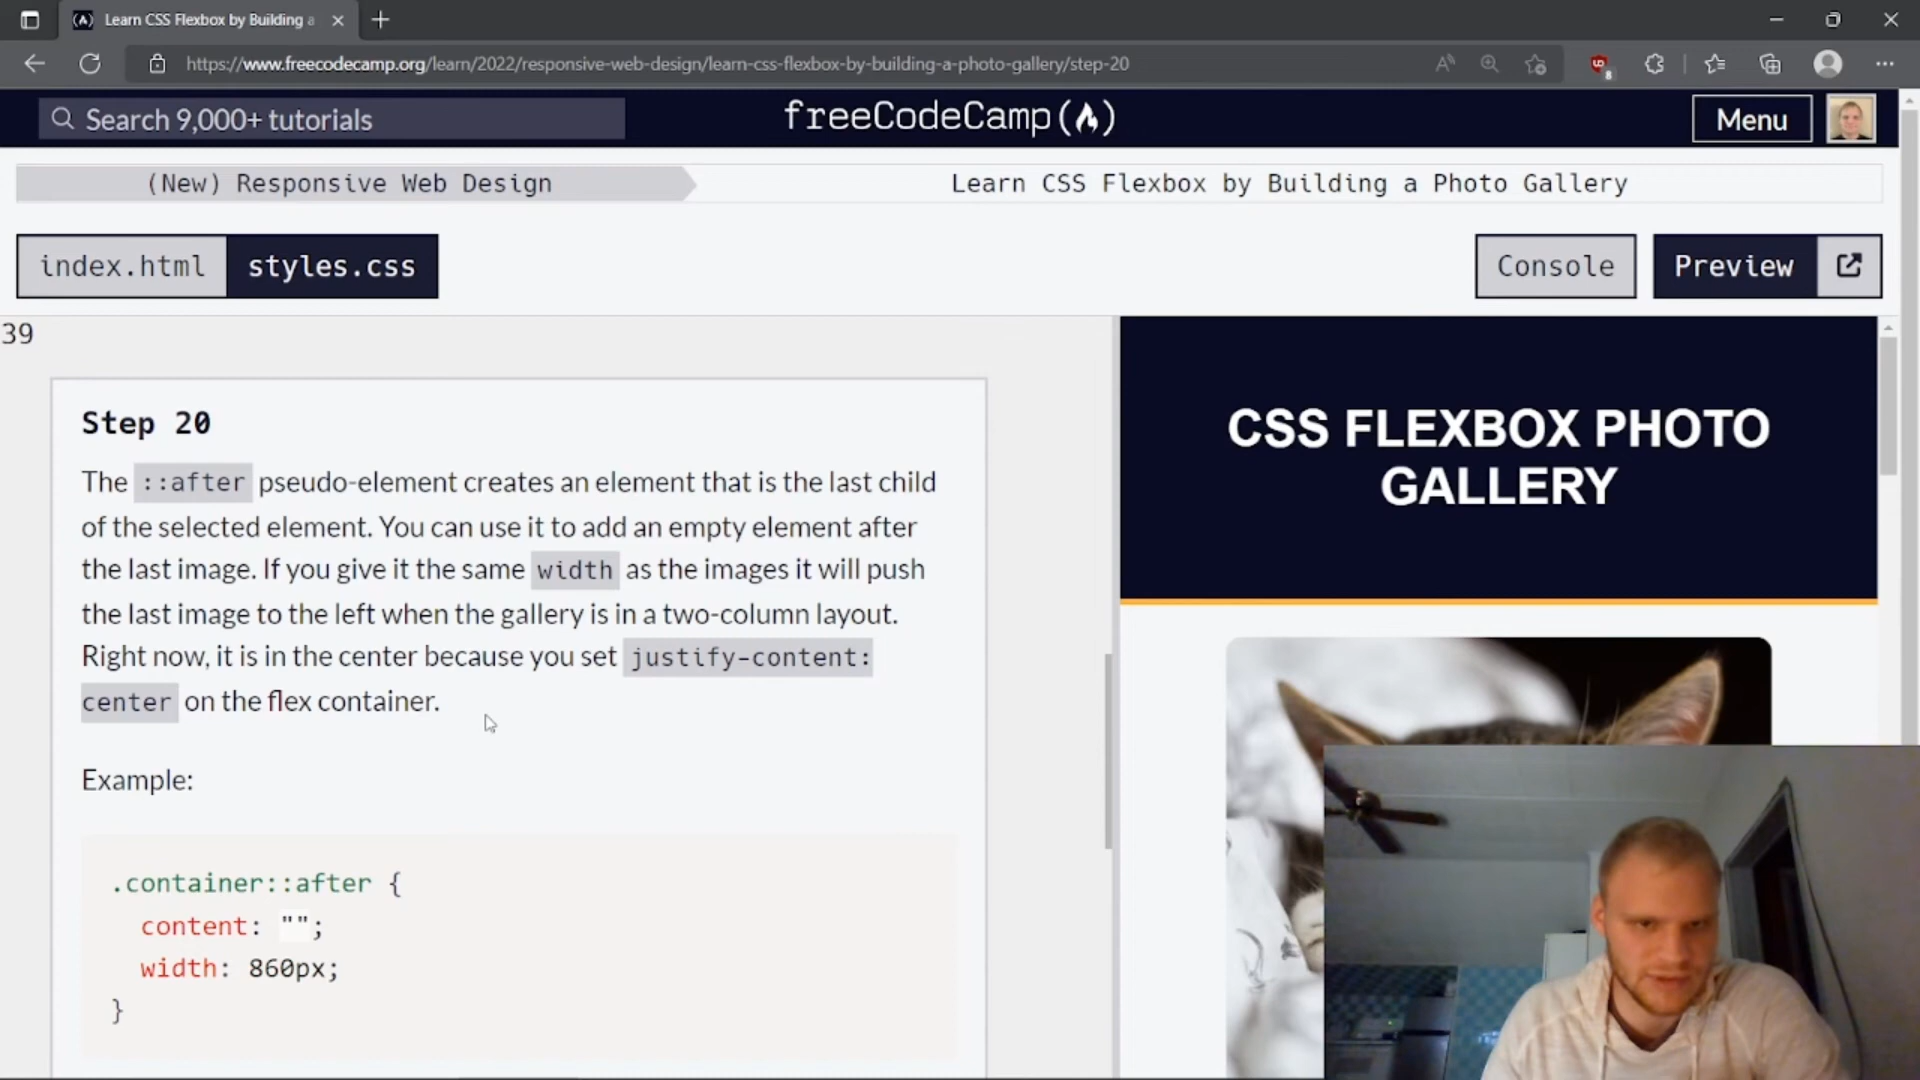 Learn CSS Flexbox by Building a
https://www.freecodecamp.org/learn/2022/responsive-web-design/learn-css-flexbox-by-building-a-photo-gallery/step-20
8
Search 9,000+ tutorials
freeCodeCamp
Menu
(New) Responsive Web Design
Learn CSS Flexbox by Building a Photo Gallery
index.html
styles.css
Console
Preview
39
Step 20
The ::after pseudo-element creates an element that is the last child
of the selected element. You can use it to add an empty element after
the last image. If you give it the same width as the images it will push
the last image to the left when the gallery is in a two-column layout.
Right now, it is in the center because you set justify-content:
center on the flex container.
Example:
.container::after {
content: "";
width: 860px;
}
CSS FLEXBOX PHOTO
GALLERY